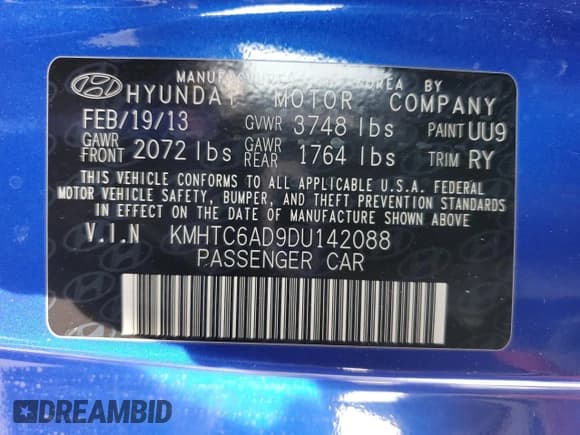 MANUFACTURED KOREA BY
HYUNDAI MOTOR COMPANY
FEB/19/13 GVWR 3748 lbs PAINT UU9
GAWR FRONT 2072 lbs GAWR REAR 1764 lbs TRIM RY
THIS VEHICLE CONFORMS TO ALL APPLICABLE U.S.A. FEDERAL
MOTOR VEHICLE SAFETY, BUMPER, AND THEFT PREVENTION STANDARDS
IN EFFECT ON THE DATE OF MANUFACTURE SHOWN ABOVE
V.I.N KMHTC6AD9DU142088
PASSENGER CAR
DREAMBID